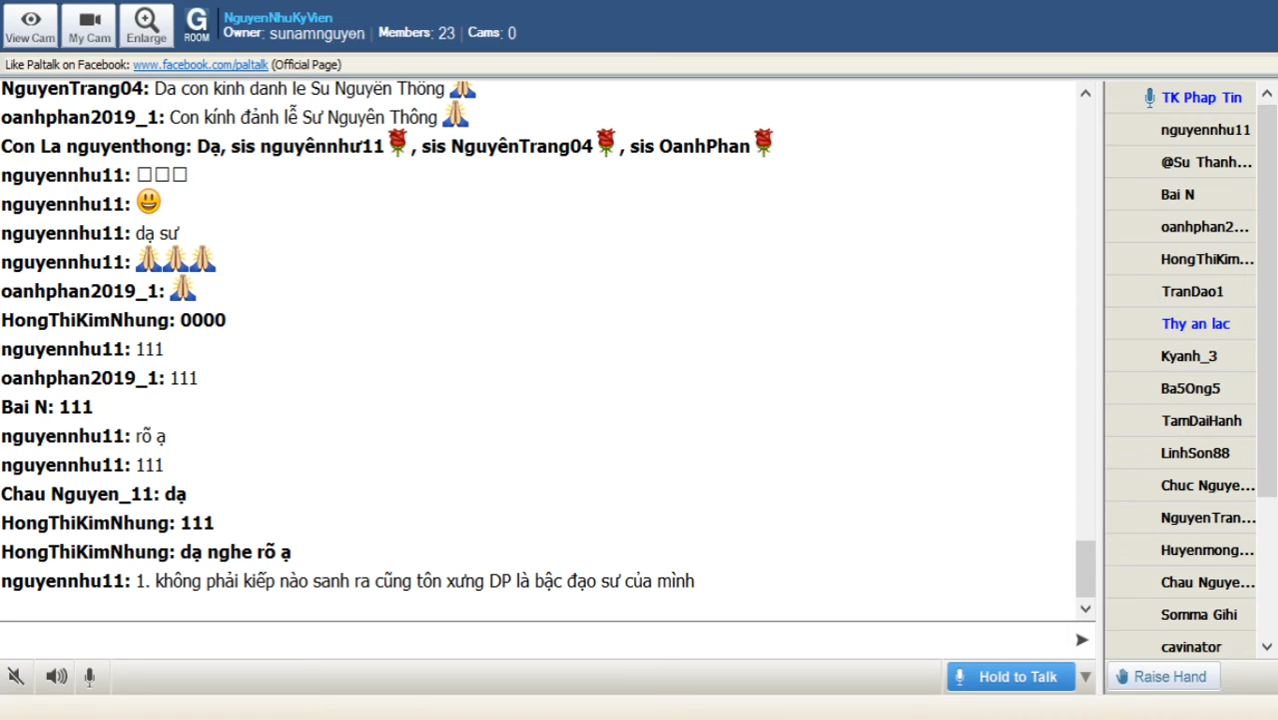 View Cam
My Cam
Enlarge
G
ROOM
NguyenNhuKyVien
Owner: sunamnguyen | Members: 23 | Cams: 0
Like Paltalk on Facebook: www.facebook.com/paltalk (Official Page)
NguyenTrang04: Da con kinh danh le Su Nguyên Thông
oanhphan2019_1: Con kính đảnh lễ Sư Nguyên Thông
Con La nguyenthong: Dạ, sis nguyênnhư11, sis NguyênTrang04, sis OanhPhan
nguyennhu11: □□□
nguyennhu11:
nguyennhu11: dạ sư
nguyennhu11:
oanhphan2019_1:
HongThiKimNhung: 0000
nguyennhu11: 111
oanhphan2019_1: 111
Bai N: 111
nguyennhu11: rõ ạ
nguyennhu11: 111
Chau Nguyen_11: dạ
HongThiKimNhung: 111
HongThiKimNhung: dạ nghe rõ ạ
nguyennhu11: 1. không phải kiếp nào sanh ra cũng tôn xưng DP là bậc đạo sư của mình
TK Phap Tin
nguyennhu11
@Su Thanh...
Bai N
oanhphan2...
HongThiKim...
TranDao1
Thy an lac
Kyanh_3
Ba5Ong5
TamDaiHanh
LinhSon88
Chuc Nguye...
NguyenTran...
Huyenmong...
Chau Nguye...
Somma Gihi
cavinator
Hold to Talk
Raise Hand